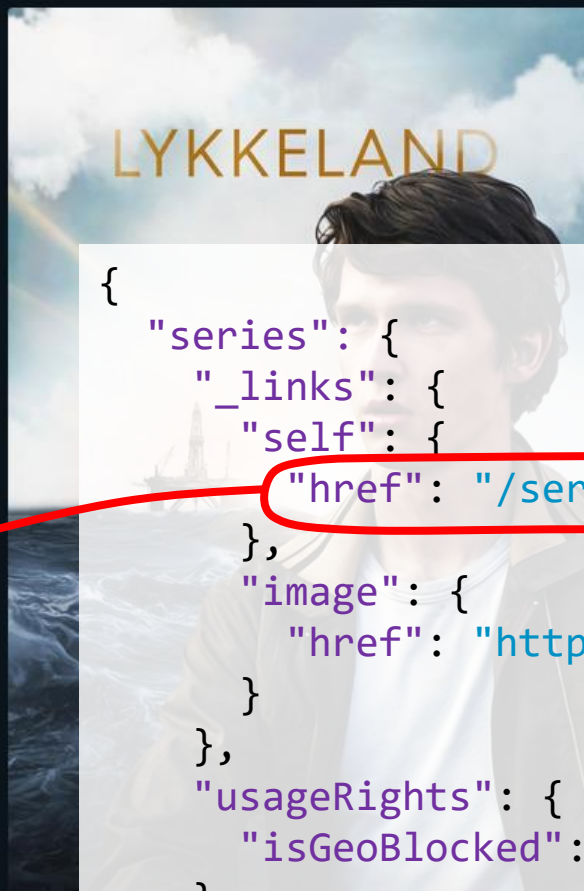 LYKKELAND
{
"series": {
"_links": {
"self": {
"href": "/ser
},
"image": {
"href": "http
}
},
"usageRights": {
"isGeoBlocked":
}